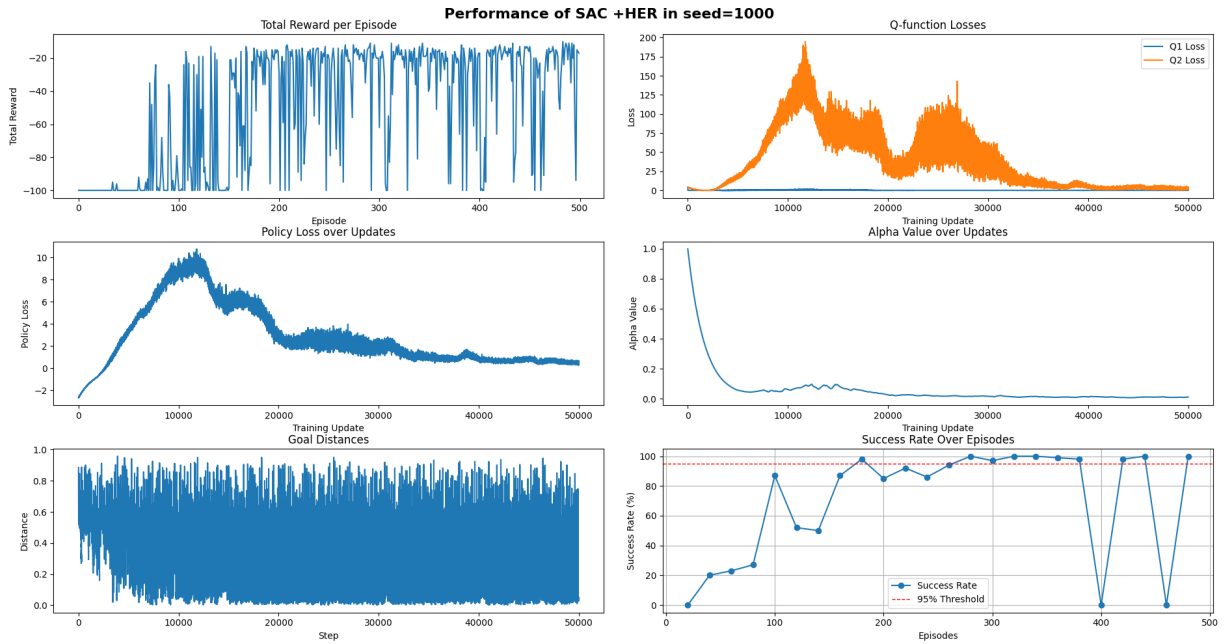 Performance of SAC +HER in seed=1000
Total Reward per Episode
Total Reward
−20
−40
−60
−80
−100
0 100 200 300 400 500
Episode
Q-function Losses
Loss
200
175
150
125
100
75
50
25
0
Q1 Loss
Q2 Loss
0 10000 20000 30000 40000 50000
Training Update
Policy Loss over Updates
Policy Loss
10
8
6
4
2
0
−2
0 10000 20000 30000 40000 50000
Training Update
Alpha Value over Updates
Alpha Value
1.0
0.8
0.6
0.4
0.2
0.0
0 10000 20000 30000 40000 50000
Training Update
Goal Distances
Distance
1.0
0.8
0.6
0.4
0.2
0.0
0 10000 20000 30000 40000 50000
Step
Success Rate Over Episodes
Success Rate (%)
100
80
60
40
20
0
Success Rate
95% Threshold
0 100 200 300 400 500
Episodes